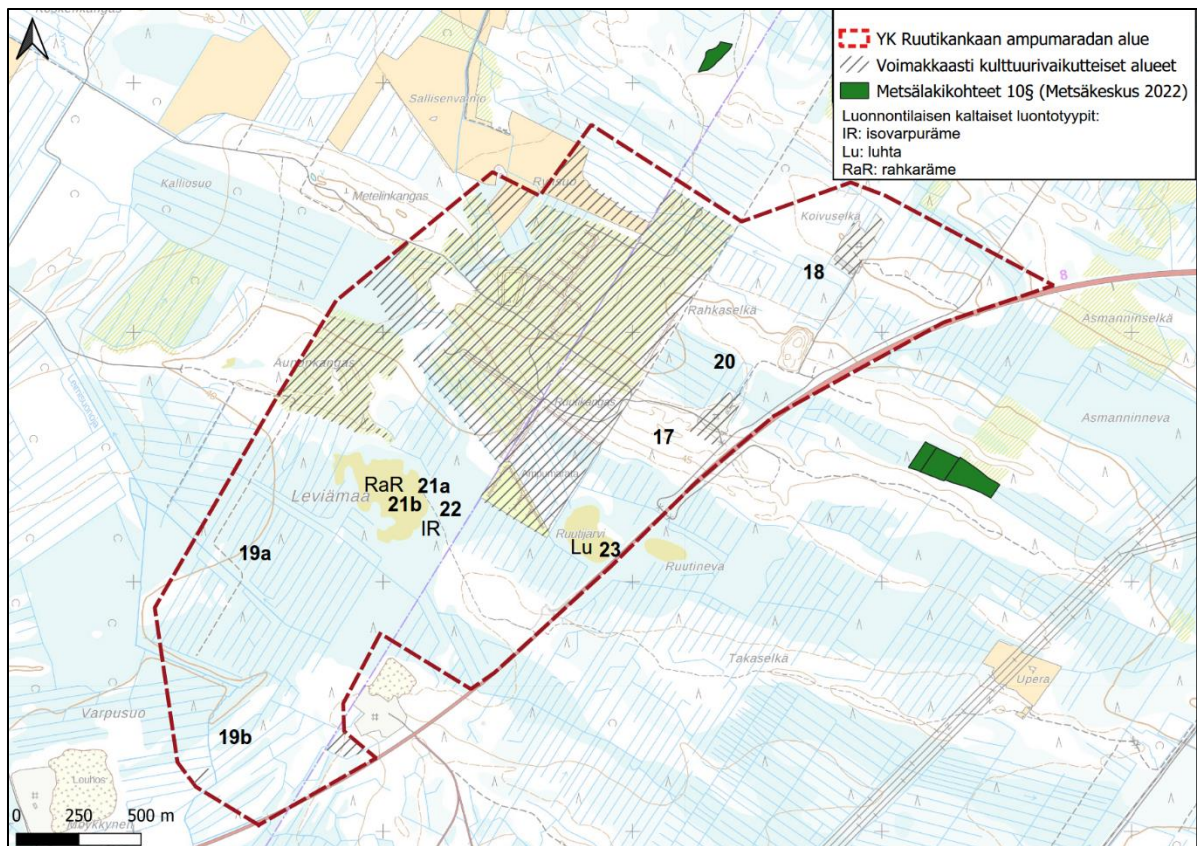 YK Ruutikankaan ampumaradan alue
Voimakkaasti kulttuurivaikutteiset alueet
Metsälakikohteet 10§ (Metsäkeskus 2022)
Luonnontilaisen kaltaiset luontotyypit:
IR: isovarpuräme
Lu: luhta
RaR: rahkaräme
Sallisenvainio
Kalliosuo
Metelinkangas
Koivuselkä
18
8
Rahkaselkä
Asmanninselkä
20
Ruutikangas
17
45
Asmanninneva
Ampumarata
Leviämaa
RaR
21a
21b
22
IR
Ruutijärvi
Lu
23
Ruutineva
19a
Takaselkä
Upera
Varpusuo
19b
Louhos
0 250 500 m